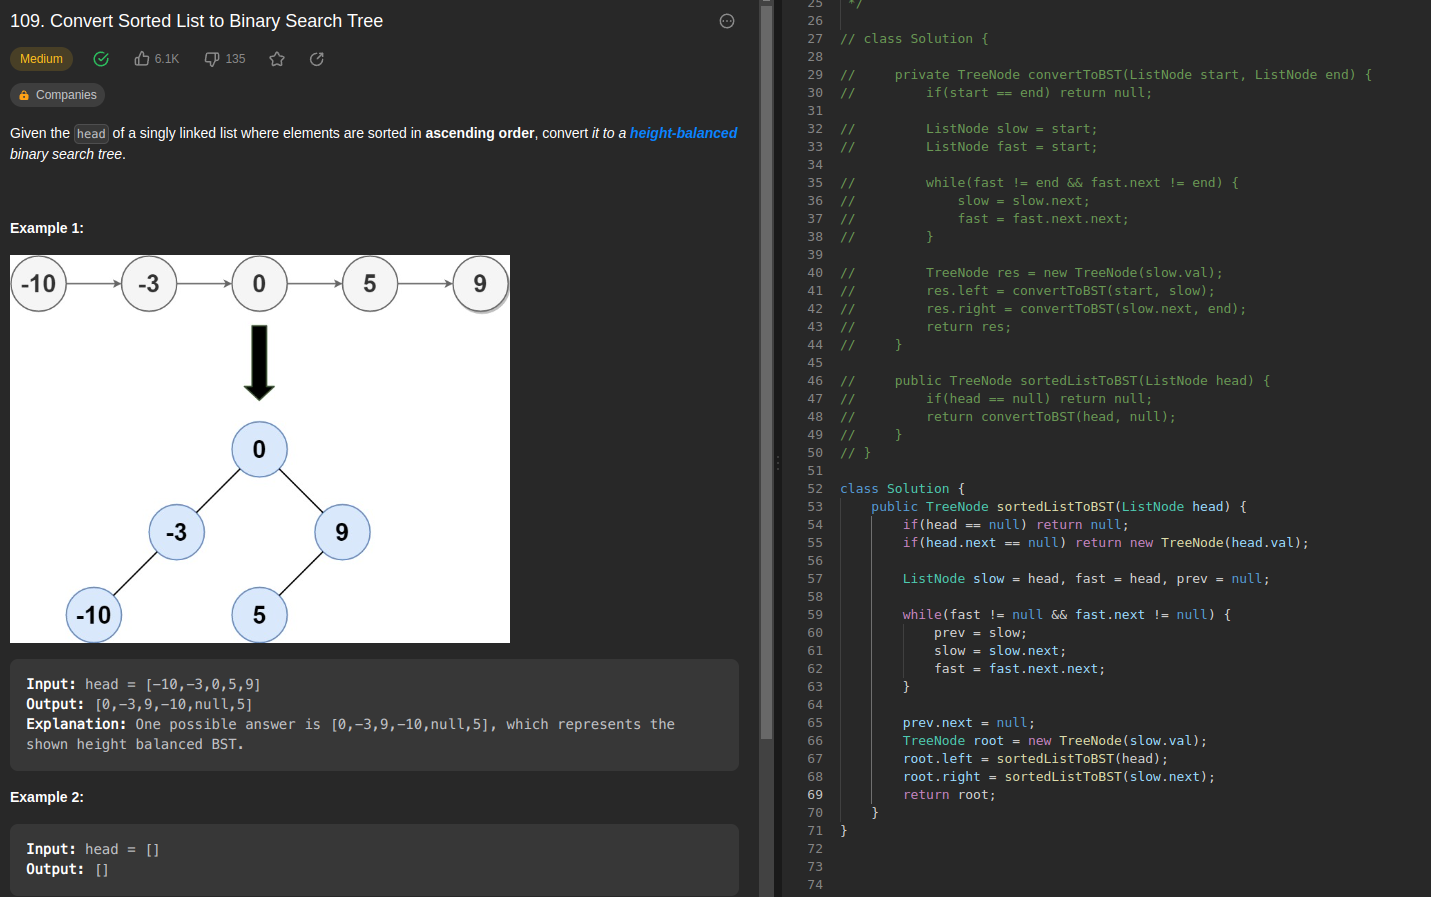 109. Convert Sorted List to Binary Search Tree
Medium 6.1K 135
Companies
Given the head of a singly linked list where elements are sorted in ascending order, convert it to a height-balanced
binary search tree.
Example 1:
-10 -3 0 5 9
0
-3 9
-10 5
Input: head = [-10,-3,0,5,9]
Output: [0,-3,9,-10,null,5]
Explanation: One possible answer is [0,-3,9,-10,null,5], which represents the
shown height balanced BST.
Example 2:
Input: head = []
Output: []
25 */
26
27 // class Solution {
28
29 //     private TreeNode convertToBST(ListNode start, ListNode end) {
30 //         if(start == end) return null;
31
32 //         ListNode slow = start;
33 //         ListNode fast = start;
34
35 //         while(fast != end && fast.next != end) {
36 //             slow = slow.next;
37 //             fast = fast.next.next;
38 //         }
39
40 //         TreeNode res = new TreeNode(slow.val);
41 //         res.left = convertToBST(start, slow);
42 //         res.right = convertToBST(slow.next, end);
43 //         return res;
44 //     }
45
46 //     public TreeNode sortedListToBST(ListNode head) {
47 //         if(head == null) return null;
48 //         return convertToBST(head, null);
49 //     }
50 // }
51
52 class Solution {
53     public TreeNode sortedListToBST(ListNode head) {
54         if(head == null) return null;
55         if(head.next == null) return new TreeNode(head.val);
56
57         ListNode slow = head, fast = head, prev = null;
58
59         while(fast != null && fast.next != null) {
60             prev = slow;
61             slow = slow.next;
62             fast = fast.next.next;
63         }
64
65         prev.next = null;
66         TreeNode root = new TreeNode(slow.val);
67         root.left = sortedListToBST(head);
68         root.right = sortedListToBST(slow.next);
69         return root;
70     }
71 }
72
73
74